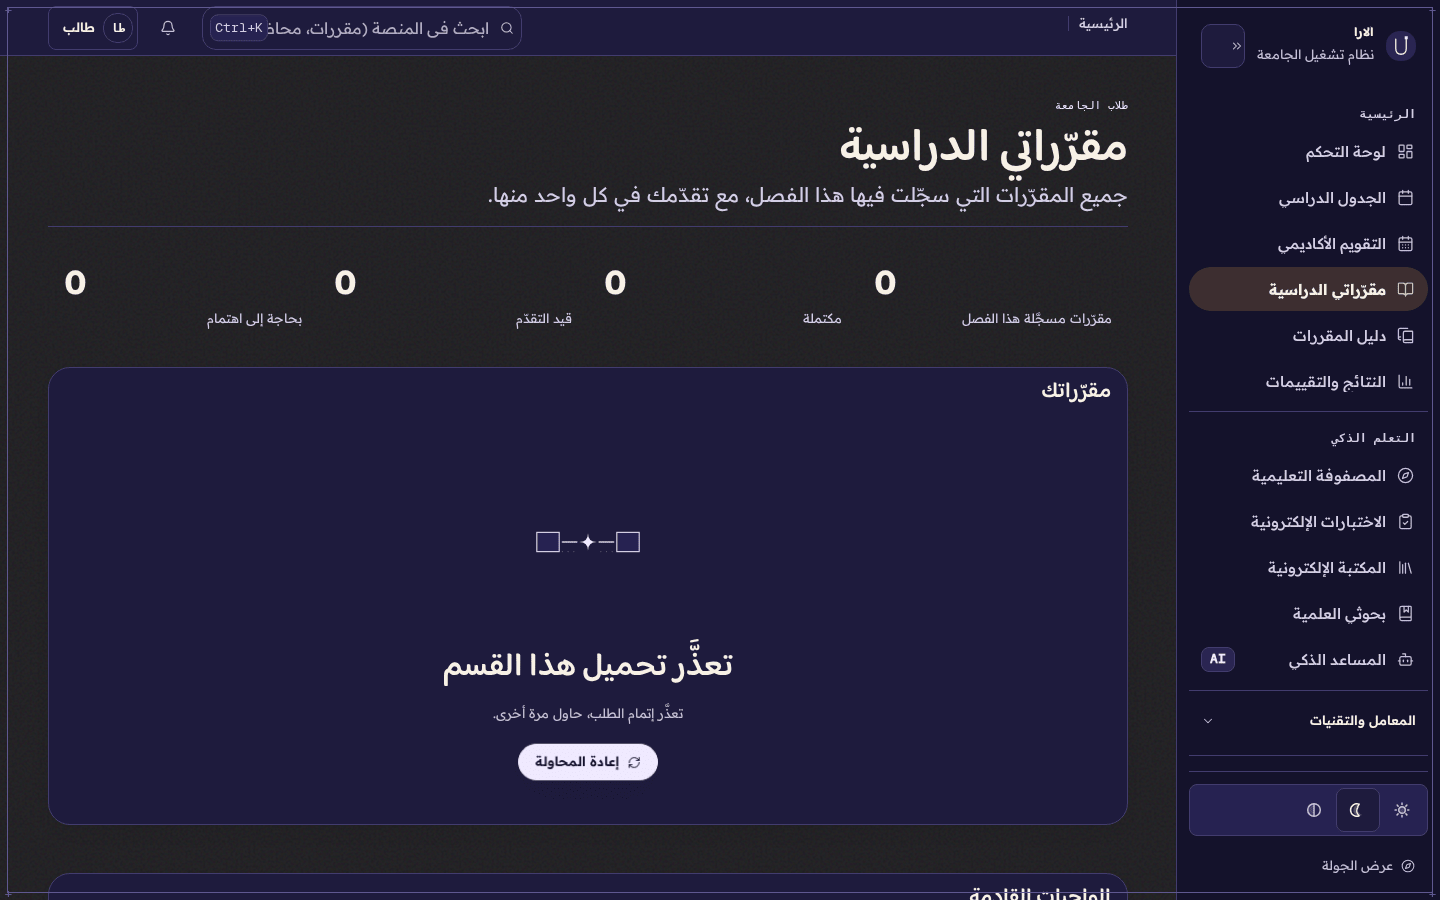 الارا
نظام تشغيل الجامعة
الرئيسية
لوحة التحكم
الجدول الدراسي
التقويم الأكاديمي
مقرّراتي الدراسية
دليل المقررات
النتائج والتقييمات
التعلم الذكي
المصفوفة التعليمية
الاختبارات الإلكترونية
المكتبة الإلكترونية
بحوثي العلمية
المساعد الذكي AI
المعامل والتقنيات
عرض الجولة
الرئيسية
ابحث في المنصة (مقررات، محاض Ctrl+K
طا طالب
طلاب الجامعة
مقرّراتي الدراسية
جميع المقرّرات التي سجّلت فيها هذا الفصل، مع تقدّمك في كل واحد منها.
0
مقرّرات مسجَّلة هذا الفصل
0
مكتملة
0
قيد التقدّم
0
بحاجة إلى اهتمام
مقرّراتك
تعذَّر تحميل هذا القسم
تعذَّر إتمام الطلب، حاول مرة أخرى.
إعادة المحاولة
الواجبات القادمة